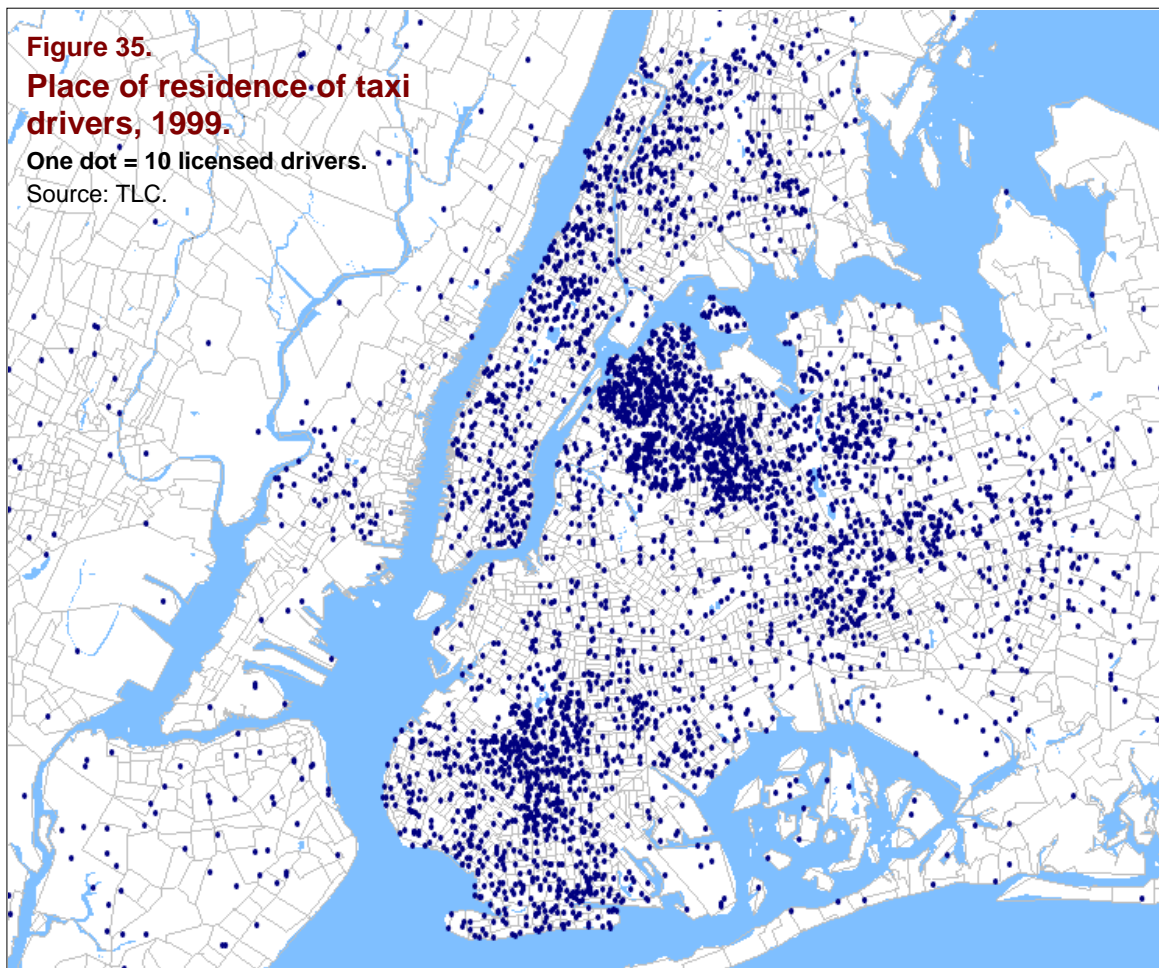 Figure 35.
Place of residence of taxi
drivers, 1999.
One dot = 10 licensed drivers.
Source: TLC.